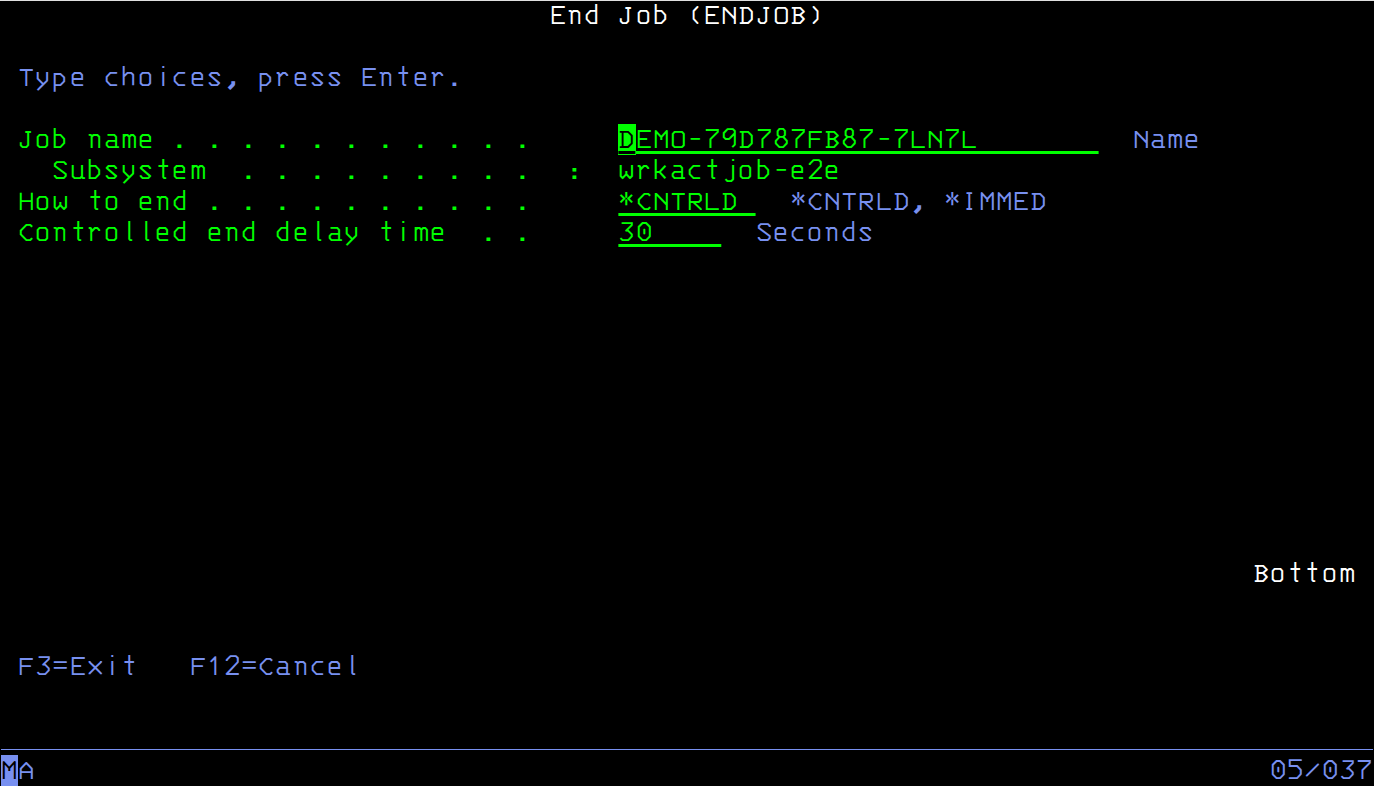 End Job (ENDJOB)
Type choices, press Enter.
Job name . . . . . . . . . . . DEMO-79D787FB87-7LN7L Name
Subsystem . . . . . . . . . : wrkactjob-e2e
How to end . . . . . . . . . . *CNTRLD *CNTRLD, *IMMED
Controlled end delay time . . 30 Seconds
Bottom
F3=Exit F12=Cancel
MA 05/037